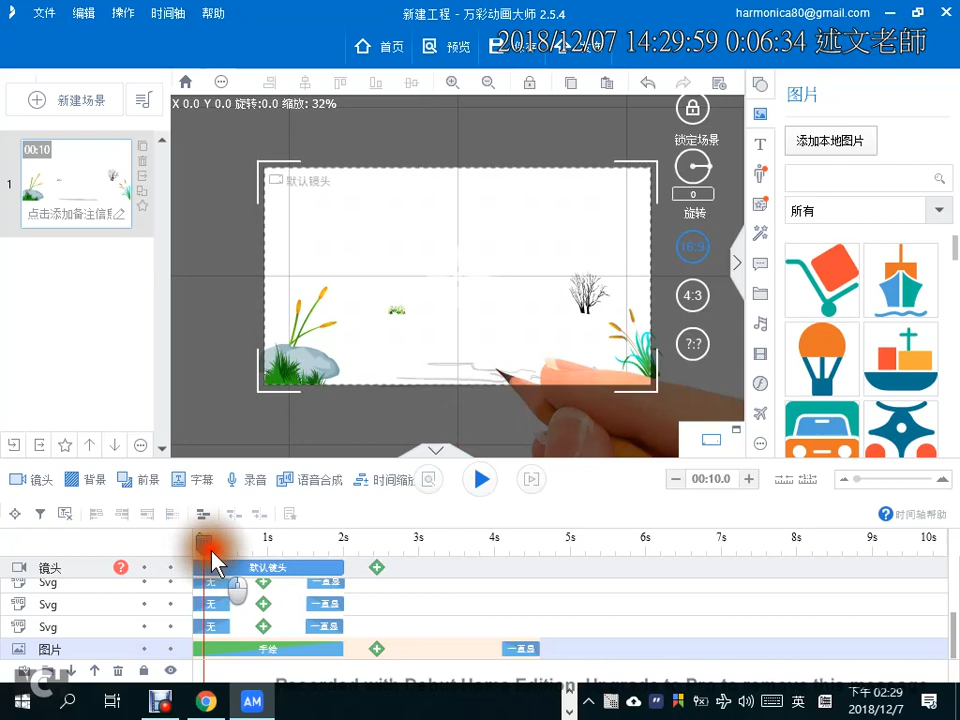 文件 编辑 操作 时间轴 帮助
新建工程 - 万彩动画大师 2.5.4
harmonica80@gmail.com
首页 预览
2018/12/07 14:29:59 0:06:34 述文老師
新建场景
X 0.0 Y 0.0 旋转:0.0 缩放: 32%
图片
添加本地图片
所有
00:10
1
点击添加备注信息
默认镜头
锁定场景
0
旋转
16:9
4:3
?:?
T
镜头 背景 前景 字幕 录音 语音合成 时间缩放
00:10.0
时间轴帮助
1s 2s 3s 4s 5s 6s 7s 8s 9s 10s
镜头 默认镜头
Svg 无 一直显
Svg 无 一直显
Svg 无 一直显
图片 手绘 一直显
Recorded with Debut Home Edition. Upgrade to Pro to remove this message
AM
英
下午 02:29
2018/12/7